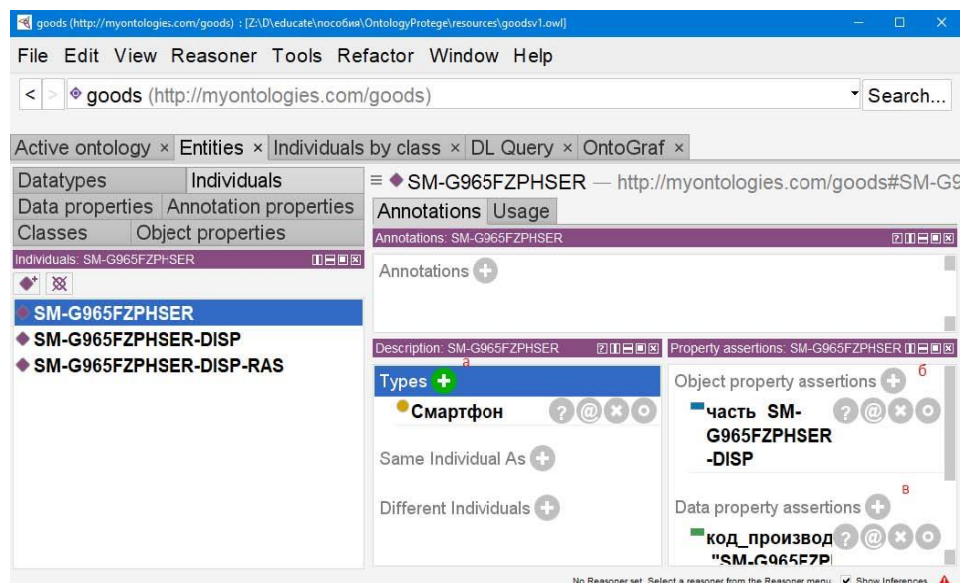 goods (http://myontologies.com/goods) : [Z:\D\educate\пособия\OntologyProtege\resources\goodsv1.owl]
File Edit View Reasoner Tools Refactor Window Help
< > goods (http://myontologies.com/goods) Search...
Active ontology × Entities × Individuals by class × DL Query × OntoGraf ×
Datatypes Individuals
Data properties Annotation properties
Classes Object properties
Individuals: SM-G965FZPHSER
SM-G965FZPHSER
SM-G965FZPHSER-DISP
SM-G965FZPHSER-DISP-RAS
SM-G965FZPHSER — http://myontologies.com/goods#SM-G9
Annotations Usage
Annotations: SM-G965FZPHSER
Annotations
Description: SM-G965FZPHSER
а
Types
Смартфон
Same Individual As
Different Individuals
Property assertions: SM-G965FZPHSER
б
Object property assertions
часть SM-
G965FZPHSER
-DISP
в
Data property assertions
код_производ
"SM-G965FZP
No Reasoner set. Select a reasoner from the Reasoner menu Show Inferences